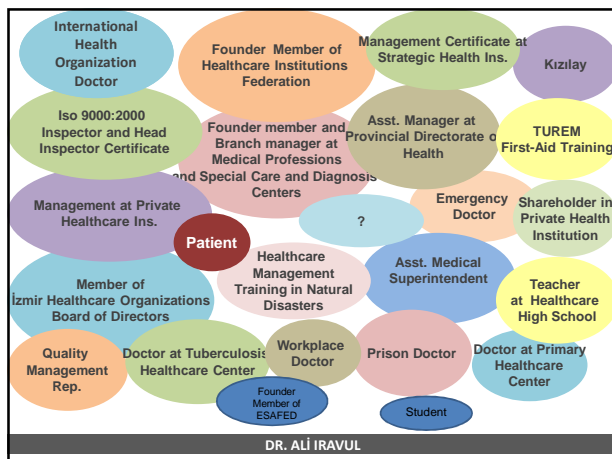 International
Health
Organization
Doctor
Founder Member of
Healthcare Institutions
Federation
Management Certificate at
Strategic Health Ins.
Kızılay
Iso 9000:2000
Inspector and Head
Inspector Certificate
Founder member and
Branch manager at
Medical Professions
and Special Care and Diagnosis
Centers
Asst. Manager at
Provincial Directorate of
Health
TUREM
First-Aid Training
Management at Private
Healthcare Ins.
Patient
?
Emergency
Doctor
Shareholder in
Private Health
Institution
Member of
İzmir Healthcare Organizations
Board of Directors
Healthcare
Management
Training in Natural
Disasters
Asst. Medical
Superintendent
Teacher
at Healthcare
High School
Quality
Management
Rep.
Doctor at Tuberculosis
Healthcare Center
Workplace
Doctor
Prison Doctor
Doctor at Primary
Healthcare
Center
Founder
Member of
ESAFED
Student
DR. ALİ IRAVUL